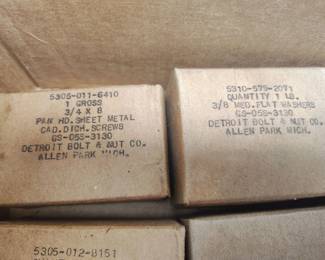 5305-011-6410
1 GROSS
3/4 X 8
PAN HD. SHEET METAL
CAD. DICH. SCREWS
GS-05S-3130
DETROIT BOLT & NUT CO.
ALLEN PARK MICH.
5310-575-2071
QUANTITY 1 LB.
3/8 MED. FLAT WASHERS
GS-05S-3130
DETROIT BOLT & NUT CO.
ALLEN PARK MICH.
5305-012-8151